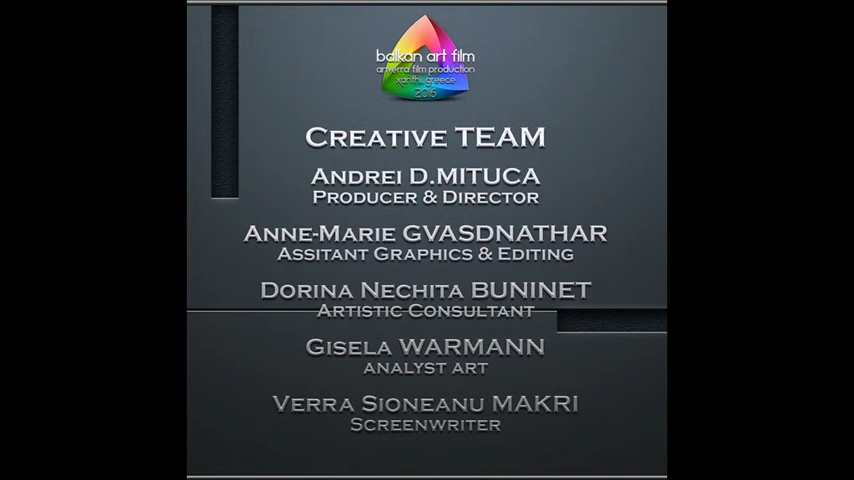 balkan art film
anverra film production
xanthi greece
2016
CREATIVE TEAM
ANDREI D.MITUCA
PRODUCER & DIRECTOR
ANNE-MARIE GVASDNATHAR
ASSITANT GRAPHICS & EDITING
DORINA NECHITA BUNINET
ARTISTIC CONSULTANT
GISELA WARMANN
ANALYST ART
VERRA SIONEANU MAKRI
SCREENWRITER